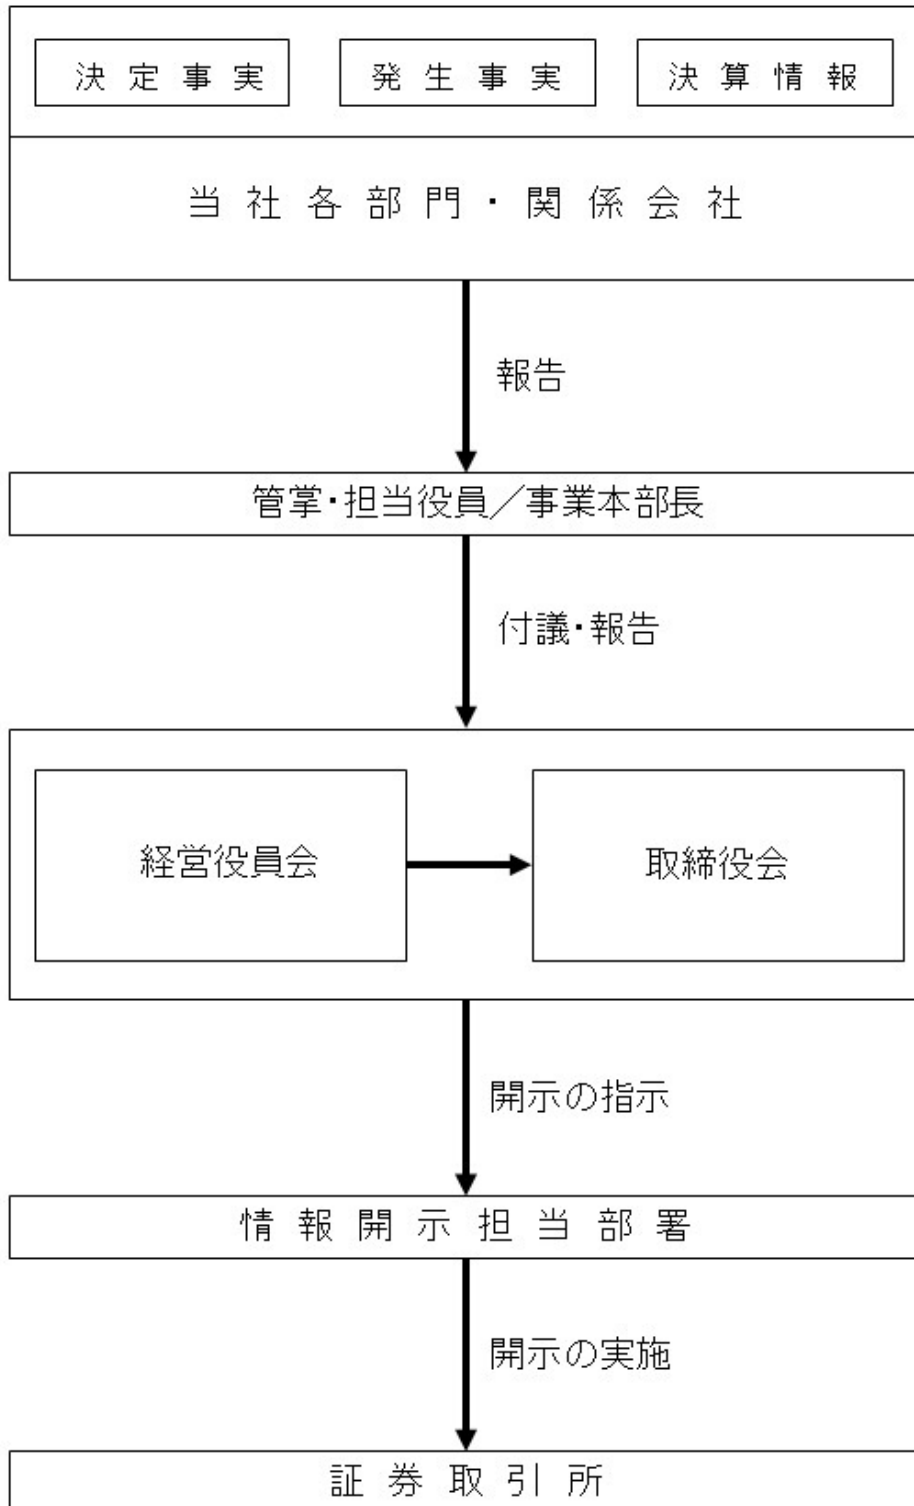 決定事実 発生事実 決算情報
当社各部門・関係会社
報告
管掌・担当役員／事業本部長
付議・報告
経営役員会 取締役会
開示の指示
情報開示担当部署
開示の実施
証券取引所